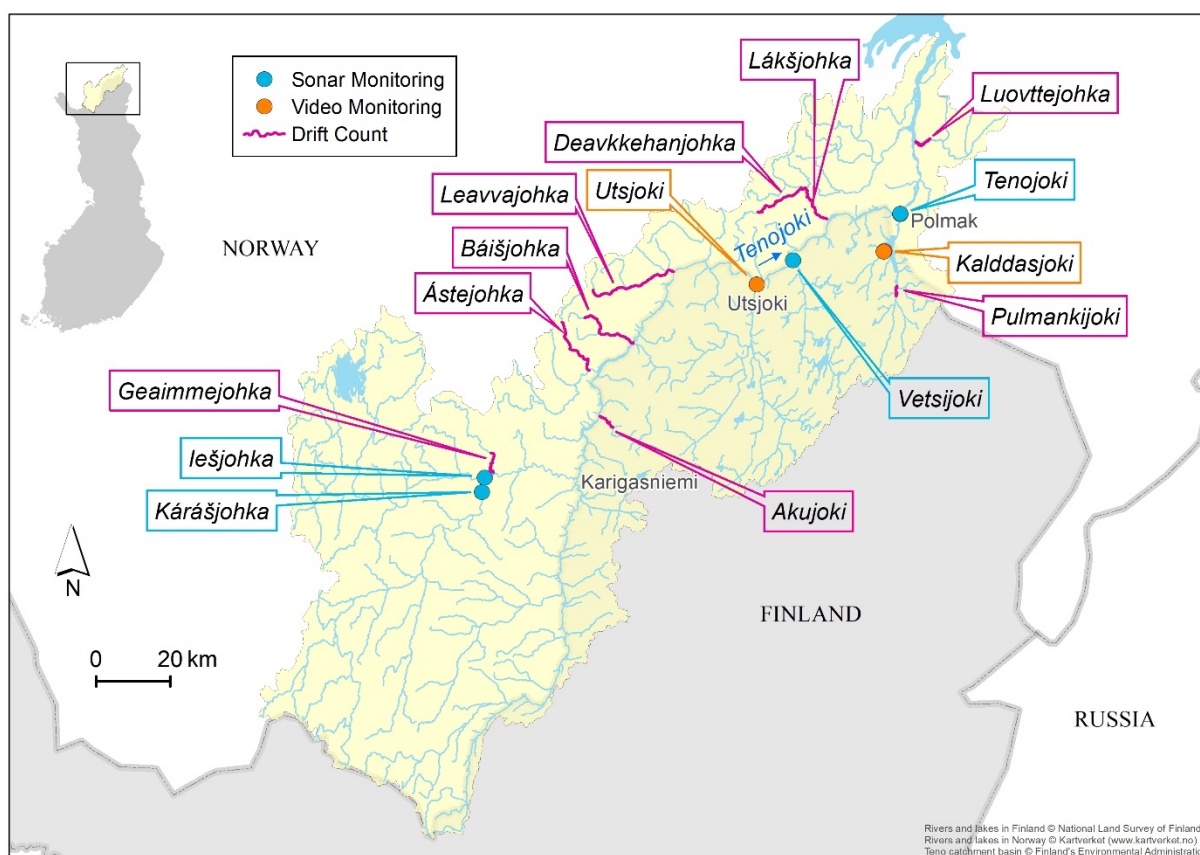 Sonar Monitoring
Video Monitoring
Drift Count
Lákšjohka
Luovttejohka
Deavkkehanjohka
Utsjoki
Tenojoki
Leavvajohka
Polmak
NORWAY
Tenojoki
Báišjohka
Kalddasjoki
Ástejohka
Utsjoki
Pulmankijoki
Geaimmejohka
Vetsijoki
Iešjohka
Karigasniemi
Kárášjohka
Akujoki
N
FINLAND
0 20 km
RUSSIA
Rivers and lakes in Finland © National Land Survey of Finland
Rivers and lakes in Norway © Kartverket (www.kartverket.no)
Teno catchment basin © Finland's Environmental Administratio